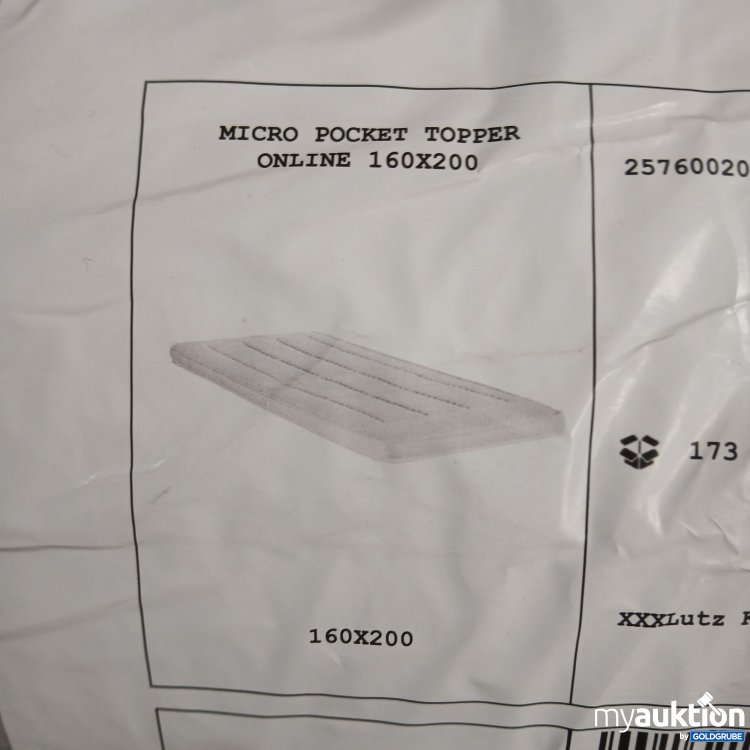 MICRO POCKET TOPPER
ONLINE 160X200
25760020
173
160X200
XXXLutz
myauktion
by GOLDGRUBE